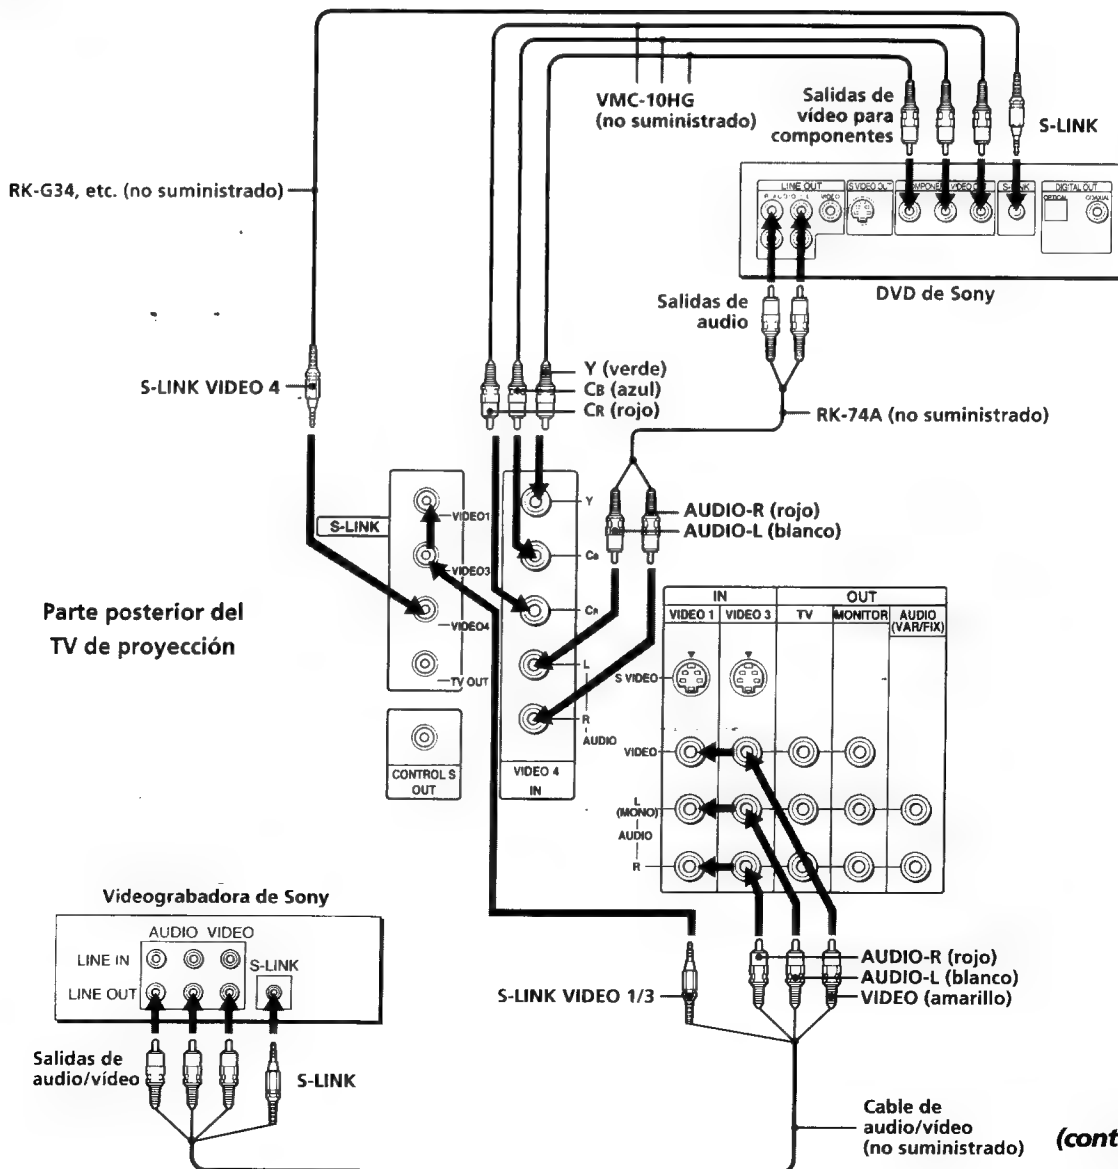 VMC-10HG
(no suministrado)
Salidas de
vídeo para
componentes
S-LINK
RK-G34, etc. (no suministrado)
LINE OUT
S VIDEO OUT
COMPONENT VIDEO OUT
S-LINK
DIGITAL OUT
R AUDIO L
VIDEO
OPTICAL
COAXIAL
DVD de Sony
Salidas de
audio
S-LINK VIDEO 4
Y (verde)
CB (azul)
CR (rojo)
RK-74A (no suministrado)
S-LINK
VIDEO1
VIDEO3
VIDEO4
TV OUT
CONTROL S
OUT
Y
CB
CR
L
R
AUDIO
VIDEO 4
IN
AUDIO-R (rojo)
AUDIO-L (blanco)
Parte posterior del
TV de proyección
IN
OUT
VIDEO 1
VIDEO 3
TV
MONITOR
AUDIO
(VAR/FIX)
S VIDEO
VIDEO
L
(MONO)
AUDIO
R
Videograbadora de Sony
AUDIO VIDEO
LINE IN
S-LINK
LINE OUT
Salidas de
audio/vídeo
S-LINK
S-LINK VIDEO 1/3
AUDIO-R (rojo)
AUDIO-L (blanco)
VIDEO (amarillo)
Cable de
audio/vídeo
(no suministrado)
(cont